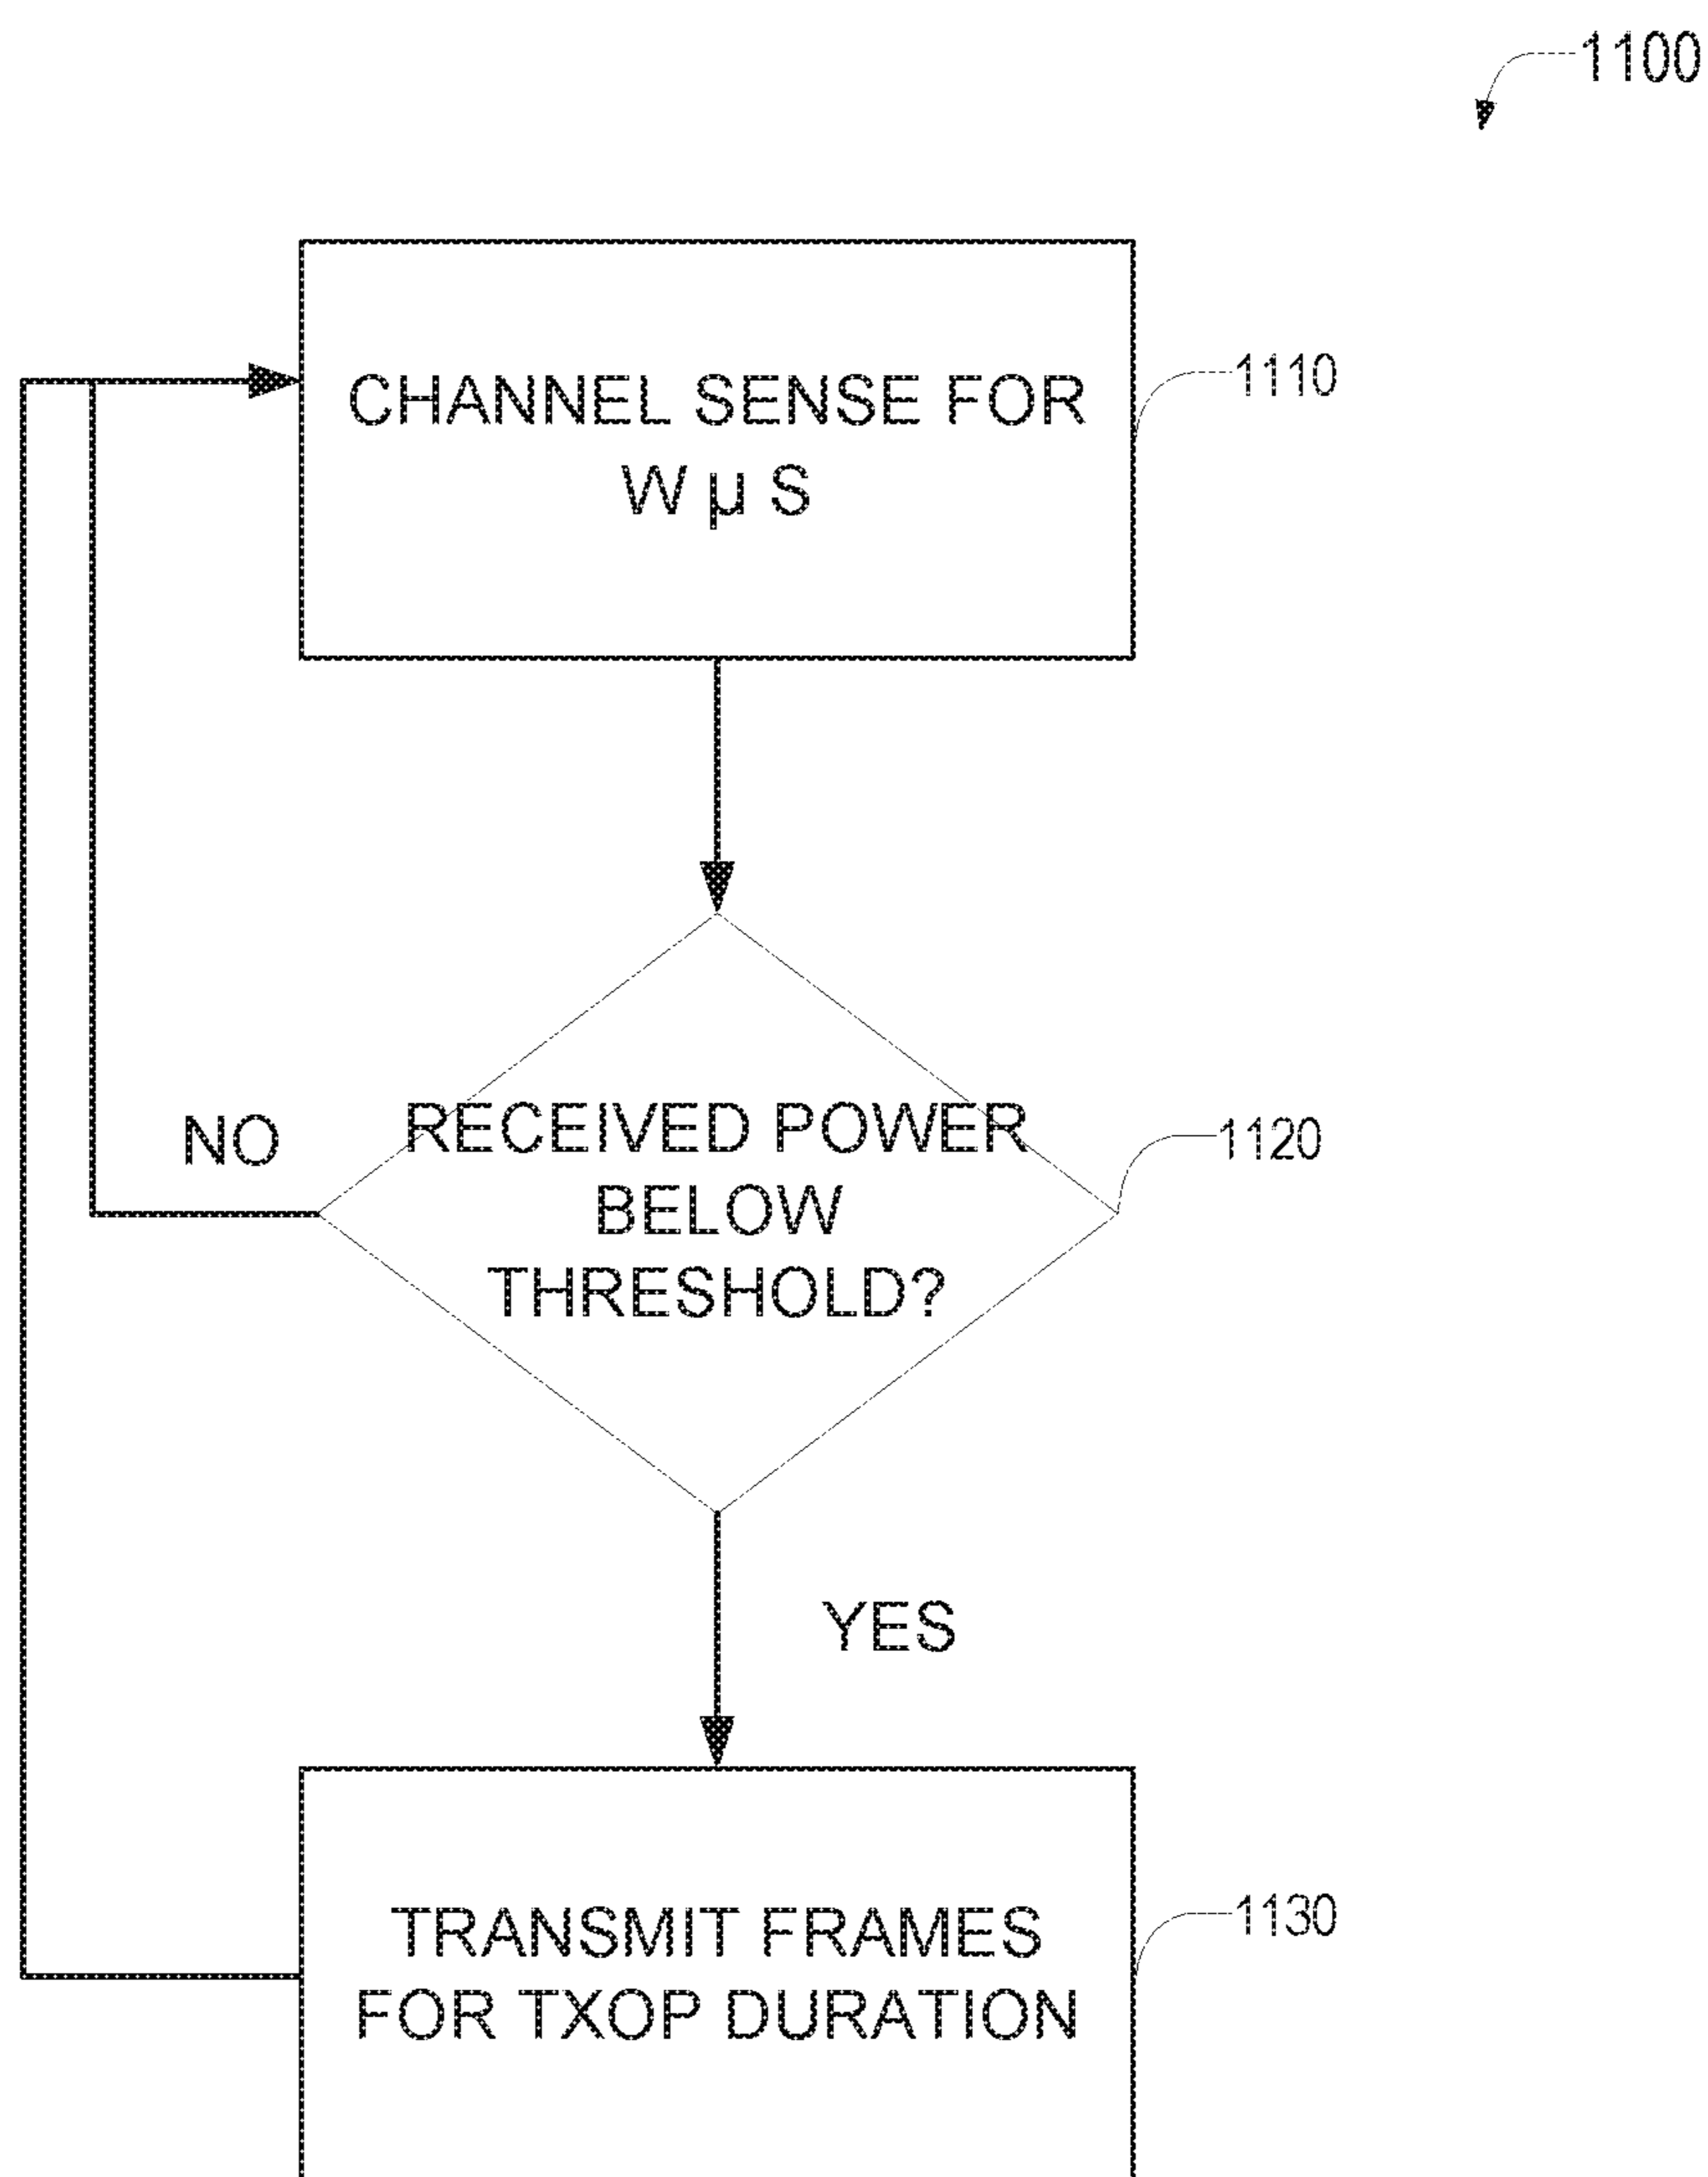 1100
CHANNEL SENSE FOR
W µ S
1110
NO
RECEIVED POWER
BELOW
THRESHOLD?
1120
YES
TRANSMIT FRAMES
FOR TXOP DURATION
1130